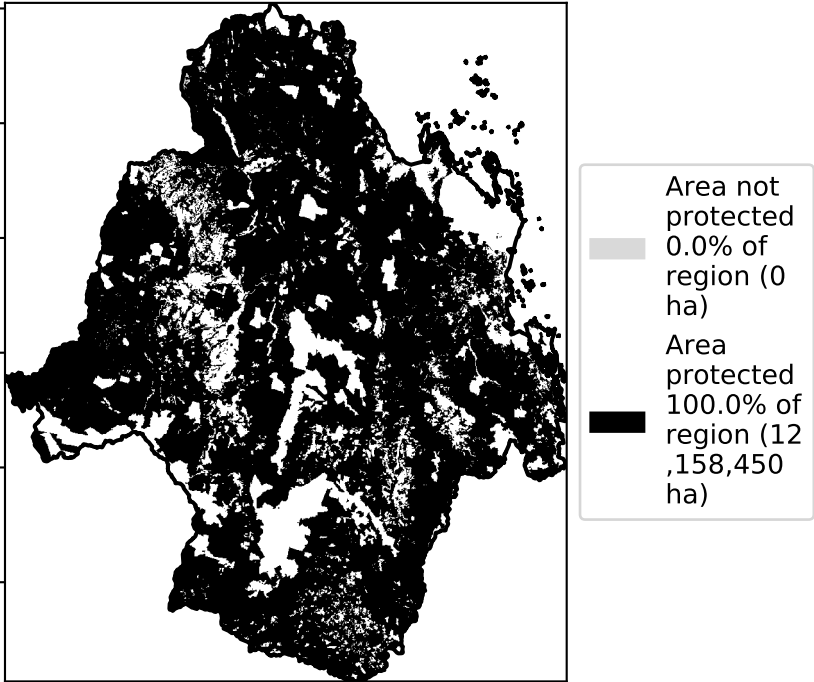 Area not
protected
0.0% of
region (0
ha)
Area
protected
100.0% of
region (12
,158,450
ha)